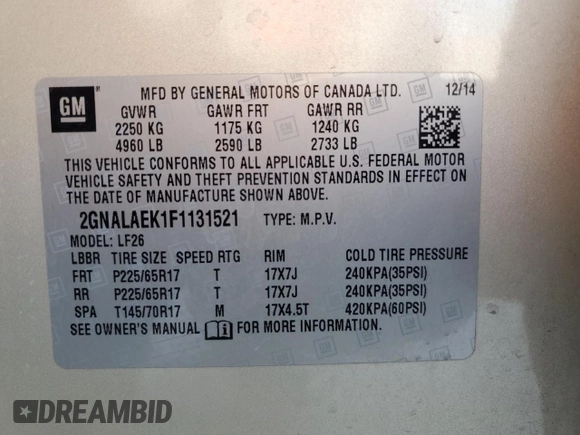 GM
MFD BY GENERAL MOTORS OF CANADA LTD. 12/14
GVWR GAWR FRT GAWR RR
2250 KG 1175 KG 1240 KG
4960 LB 2590 LB 2733 LB
THIS VEHICLE CONFORMS TO ALL APPLICABLE U.S. FEDERAL MOTOR
VEHICLE SAFETY AND THEFT PREVENTION STANDARDS IN EFFECT ON
THE DATE OF MANUFACTURE SHOWN ABOVE.
2GNALAEK1F1131521 TYPE: M.P.V.
MODEL: LF26
LBBR TIRE SIZE SPEED RTG RIM COLD TIRE PRESSURE
FRT P225/65R17 T 17X7J 240KPA(35PSI)
RR P225/65R17 T 17X7J 240KPA(35PSI)
SPA T145/70R17 M 17X4.5T 420KPA(60PSI)
SEE OWNER'S MANUAL FOR MORE INFORMATION.
DREAMBID